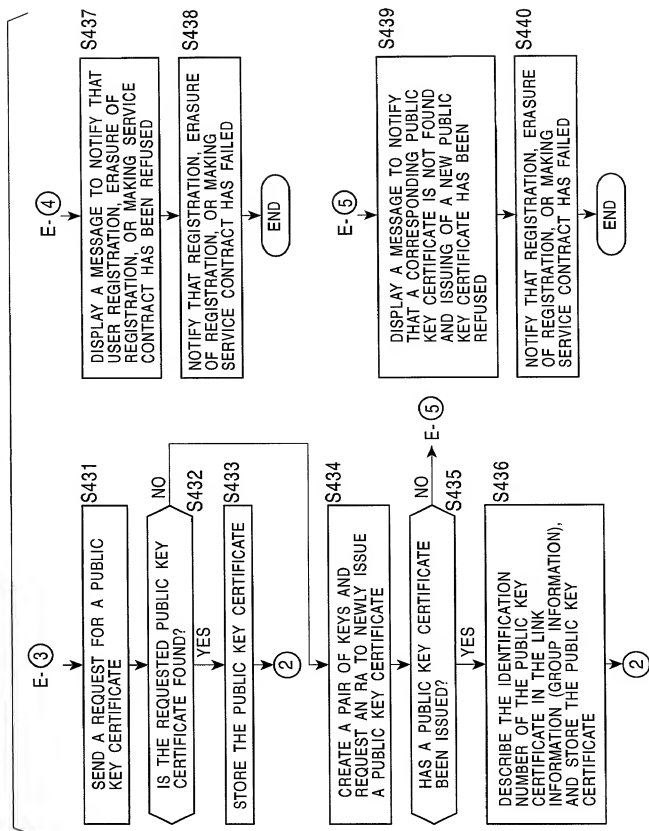 E-③
SEND A REQUEST FOR A PUBLIC
KEY CERTIFICATE
S431
IS THE REQUESTED PUBLIC KEY
CERTIFICATE FOUND?
NO
S432
YES
STORE THE PUBLIC KEY CERTIFICATE
S433
②
CREATE A PAIR OF KEYS AND
REQUEST AN RA TO NEWLY ISSUE
A PUBLIC KEY CERTIFICATE
S434
HAS A PUBLIC KEY CERTIFICATE
BEEN ISSUED?
NO
E-⑤
S435
YES
DESCRIBE THE IDENTIFICATION
NUMBER OF THE PUBLIC KEY
CERTIFICATE IN THE LINK
INFORMATION (GROUP INFORMATION),
AND STORE THE PUBLIC KEY
CERTIFICATE
S436
②
E-④
DISPLAY A MESSAGE TO NOTIFY THAT
USER REGISTRATION, ERASURE OF
REGISTRATION, OR MAKING SERVICE
CONTRACT HAS BEEN REFUSED
S437
NOTIFY THAT REGISTRATION, ERASURE
OF REGISTRATION, OR MAKING
SERVICE CONTRACT HAS FAILED
S438
END
E-⑤
DISPLAY A MESSAGE TO NOTIFY
THAT A CORRESPONDING PUBLIC
KEY CERTIFICATE IS NOT FOUND
AND ISSUING OF A NEW PUBLIC
KEY CERTIFICATE HAS BEEN
REFUSED
S439
NOTIFY THAT REGISTRATION, ERASURE
OF REGISTRATION, OR MAKING
SERVICE CONTRACT HAS FAILED
S440
END